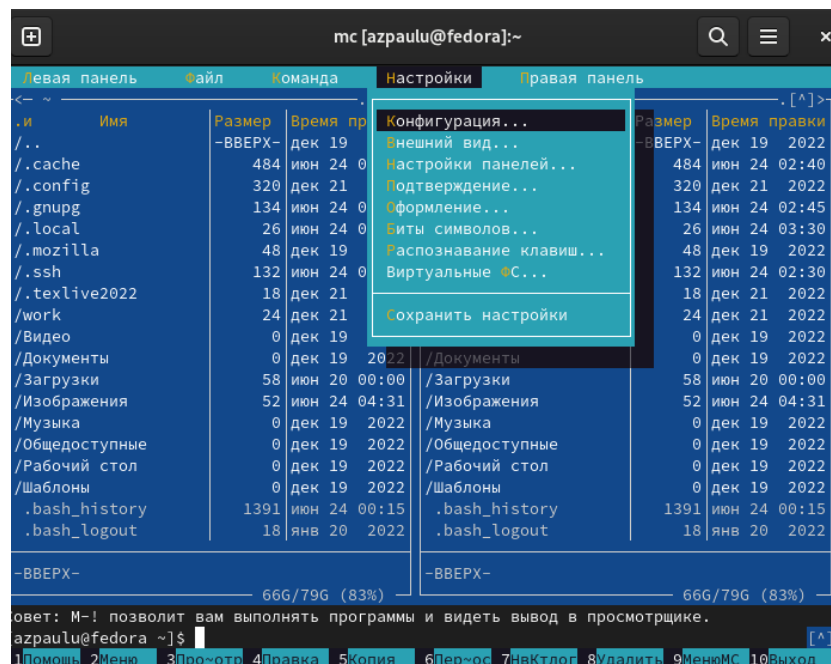 mc [azpaulu@fedora]:~
Левая панель Файл Команда Настройки Правая панель
<— ~ .[^]>
.и Имя Размер Время пр Конфигурация... Размер Время правки
/.. -ВВЕРХ- дек 19 Внешний вид... -ВВЕРХ- дек 19 2022
/.cache 484 июн 24 0 Настройки панелей... 484 июн 24 02:40
/.config 320 дек 21 Подтверждение... 320 дек 21 2022
/.gnupg 134 июн 24 0 Оформление... 134 июн 24 02:45
/.local 26 июн 24 0 Биты символов... 26 июн 24 03:30
/.mozilla 48 дек 19 Распознавание клавиш... 48 дек 19 2022
/.ssh 132 июн 24 0 Виртуальные ФС... 132 июн 24 02:30
/.texlive2022 18 дек 21 18 дек 21 2022
/work 24 дек 21 Сохранить настройки 24 дек 21 2022
/Видео 0 дек 19 0 дек 19 2022
/Документы 0 дек 19 2022 /Документы 0 дек 19 2022
/Загрузки 58 июн 20 00:00 /Загрузки 58 июн 20 00:00
/Изображения 52 июн 24 04:31 /Изображения 52 июн 24 04:31
/Музыка 0 дек 19 2022 /Музыка 0 дек 19 2022
/Общедоступные 0 дек 19 2022 /Общедоступные 0 дек 19 2022
/Рабочий стол 0 дек 19 2022 /Рабочий стол 0 дек 19 2022
/Шаблоны 0 дек 19 2022 /Шаблоны 0 дек 19 2022
.bash_history 1391 июн 24 00:15 .bash_history 1391 июн 24 00:15
.bash_logout 18 янв 20 2022 .bash_logout 18 янв 20 2022
-ВВЕРХ- -ВВЕРХ-
66G/79G (83%) 66G/79G (83%)
Совет: M-! позволит вам выполнять программы и видеть вывод в просмотрщике.
[azpaulu@fedora ~]$ [^]
1Помощь 2Меню 3Про~отр 4Правка 5Копия 6Пер~ос 7НвКтлог 8Удалить 9МенюMC 10Выход